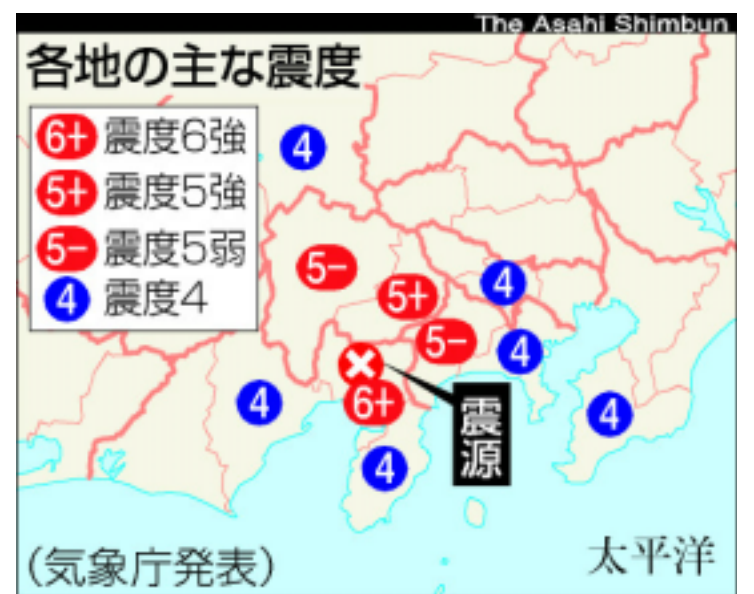 The Asahi Shimbun
各地の主な震度
6+ 震度6強
5+ 震度5強
5- 震度5弱
4 震度4
4
5-
5+
4
5-
4
6+
4
4
4
震源
(気象庁発表)
太平洋